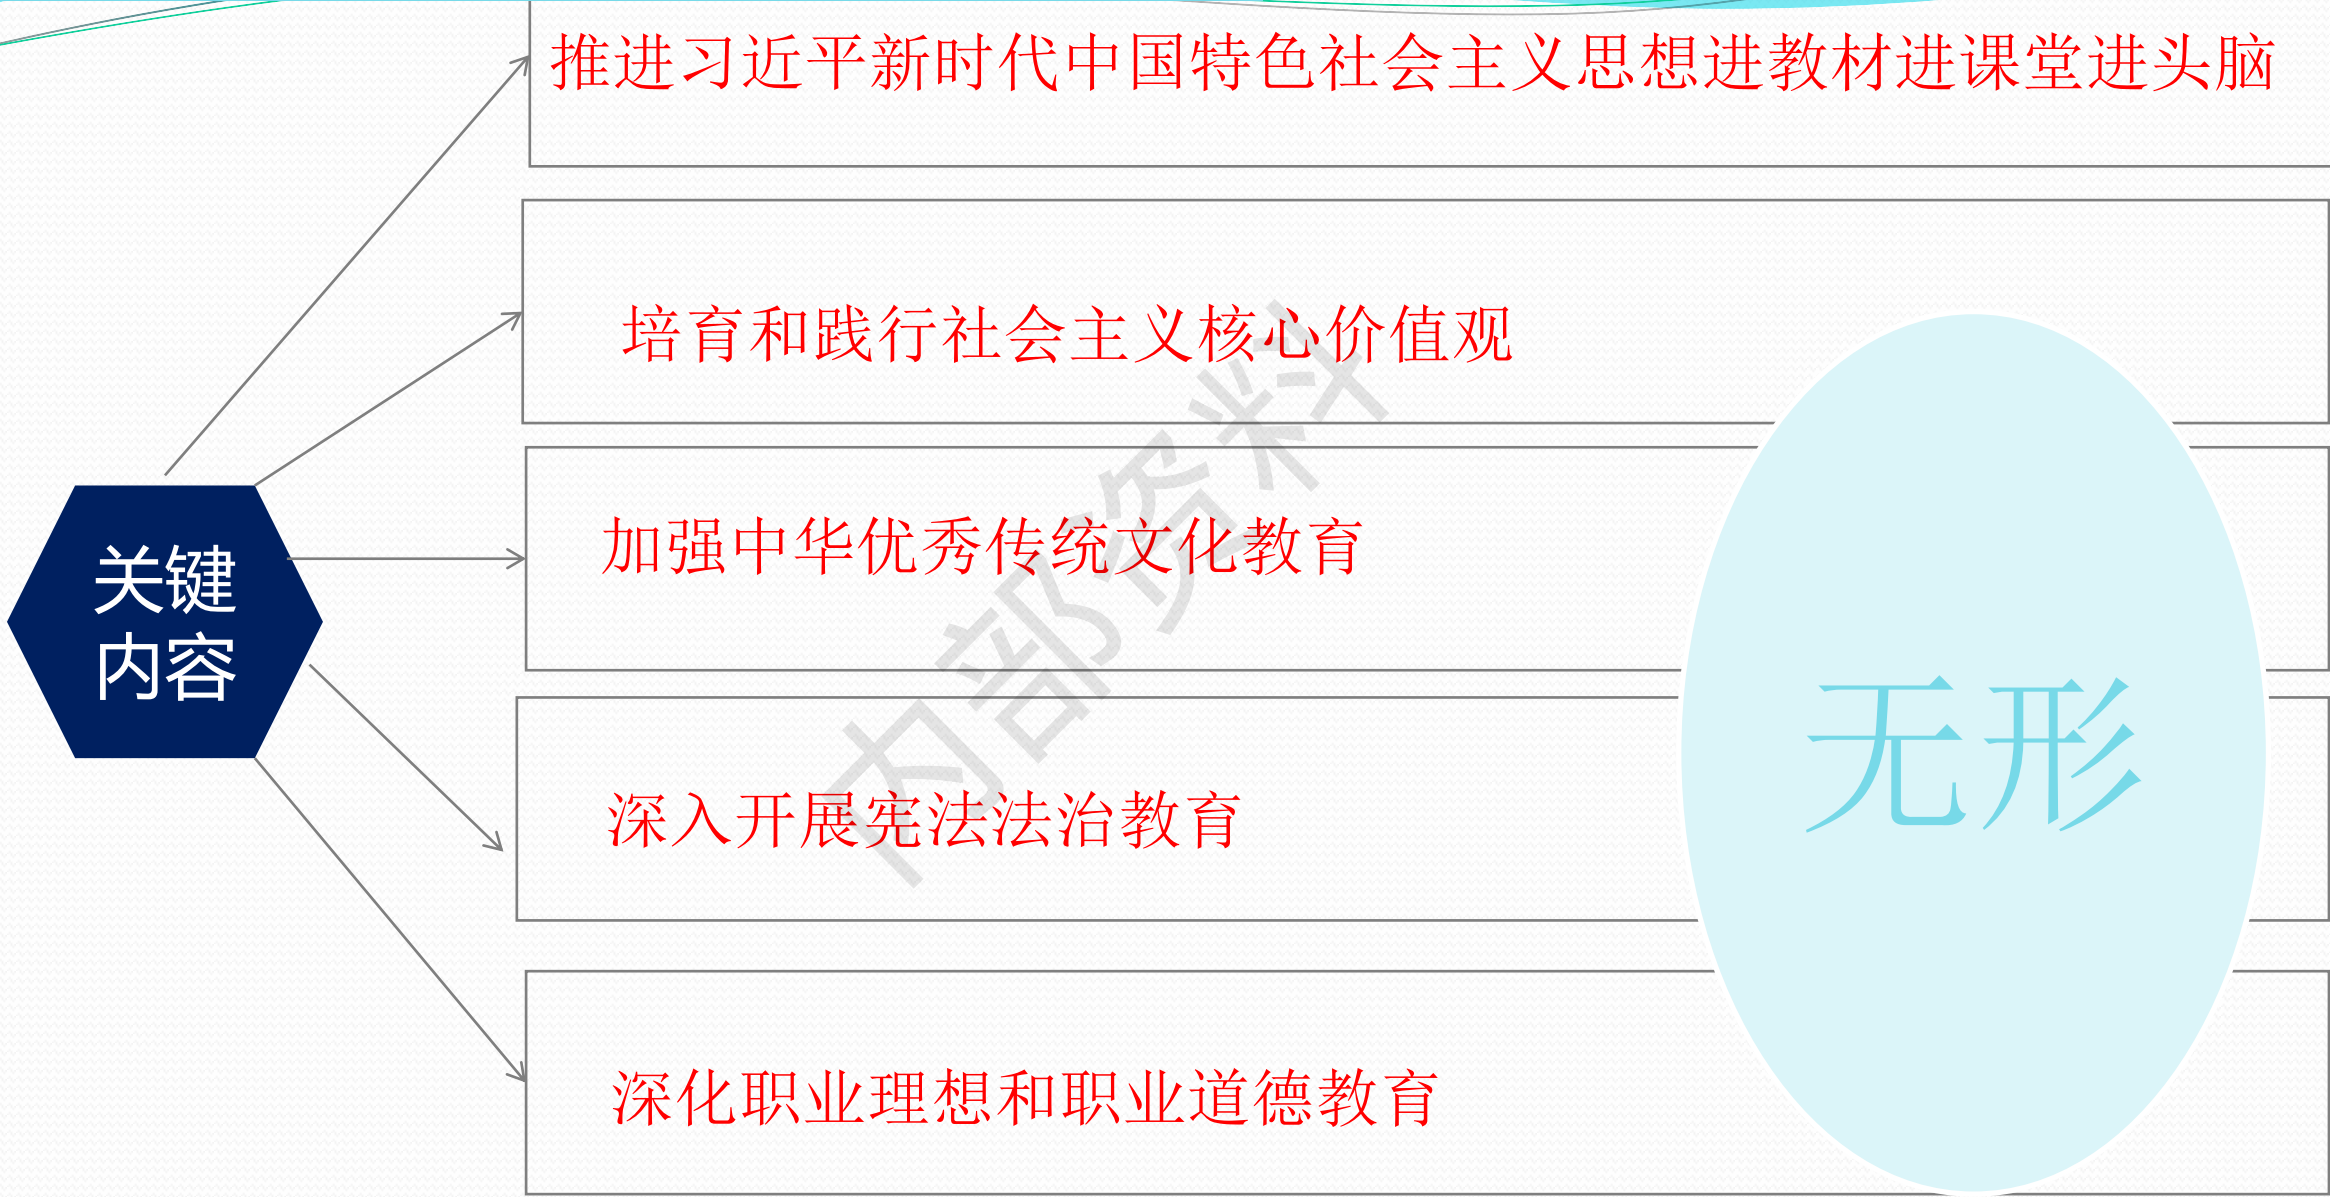 推进习近平新时代中国特色社会主义思想进教材进课堂进头脑
培育和践行社会主义核心价值观
加强中华优秀传统文化教育
关键
内容
无形
深入开展宪法法治教育
深化职业理想和职业道德教育
内部资料